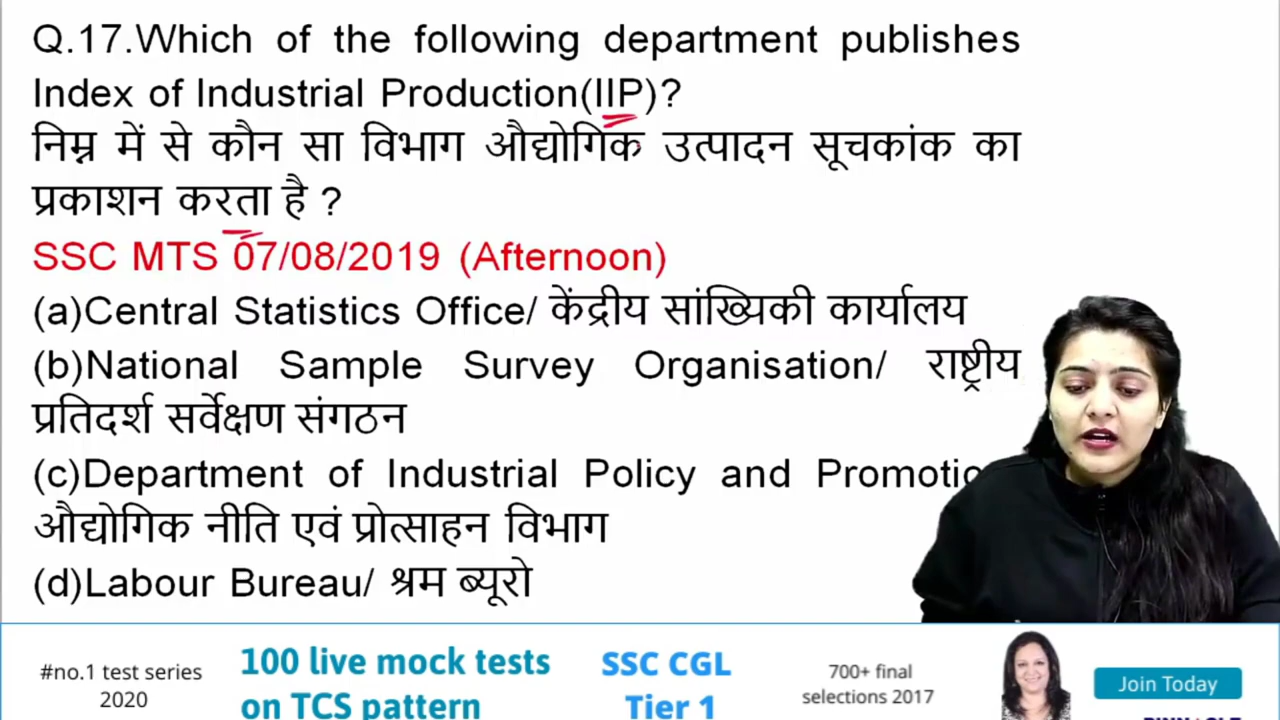 Q.17.Which of the following department publishes
Index of Industrial Production(IIP)?
निम्न में से कौन सा विभाग औद्योगिक उत्पादन सूचकांक का
प्रकाशन करता है ?
SSC MTS 07/08/2019 (Afternoon)
(a)Central Statistics Office/ केंद्रीय सांख्यिकी कार्यालय
(b)National Sample Survey Organisation/ राष्ट्रीय
प्रतिदर्श सर्वेक्षण संगठन
(c)Department of Industrial Policy and
औद्योगिक नीति एवं प्रोत्साहन विभाग
(d)Labour Bureau/ श्रम ब्यूरो
#no.1 test series
2020
100 live mock tests
on TCS pattern
SSC CGL
Tier 1
700+ final
selections 2017
Join Today